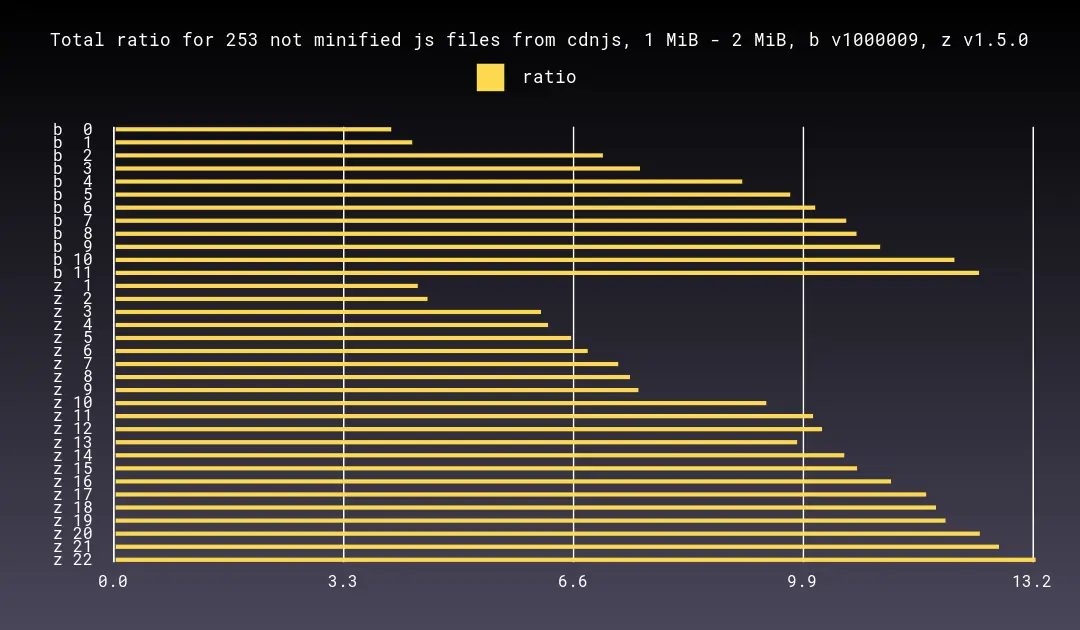 Total ratio for 253 not minified js files from cdnjs, 1 MiB - 2 MiB, b v1000009, z v1.5.0
ratio
b 0
b 1
b 2
b 3
b 4
b 5
b 6
b 7
b 8
b 9
b 10
b 11
z 1
z 2
z 3
z 4
z 5
z 6
z 7
z 8
z 9
z 10
z 11
z 12
z 13
z 14
z 15
z 16
z 17
z 18
z 19
z 20
z 21
z 22
0.0 3.3 6.6 9.9 13.2